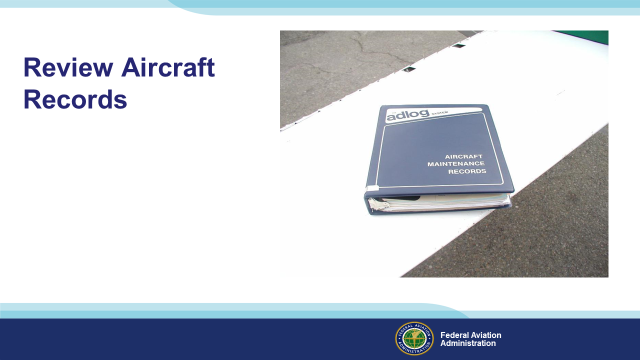 Review Aircraft
Records
adlog
AIRCRAFT
MAINTENANCE
RECORDS
Federal Aviation
Administration